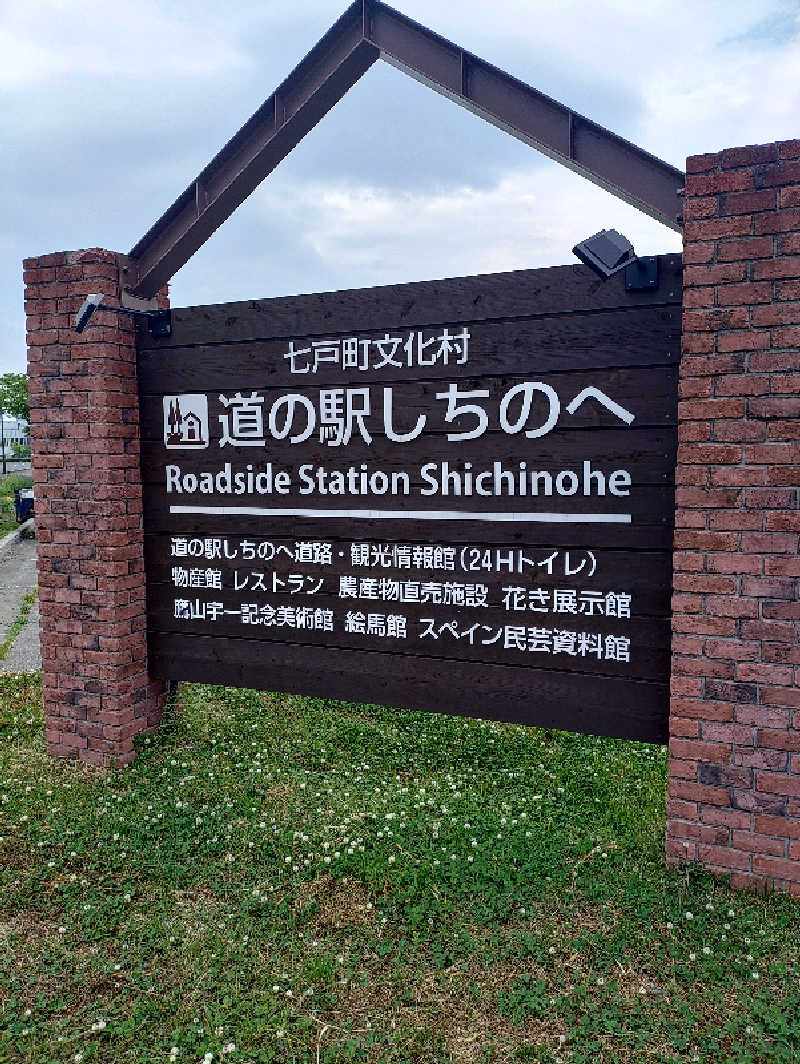 七戸町文化村
道の駅しちのへ
Roadside Station Shichinohe
道の駅しちのへ道路・観光情報館(24Hトイレ)
物産館 レストラン 農産物直売施設 花き展示館
鷹山宇一記念美術館 絵馬館 スペイン民芸資料館